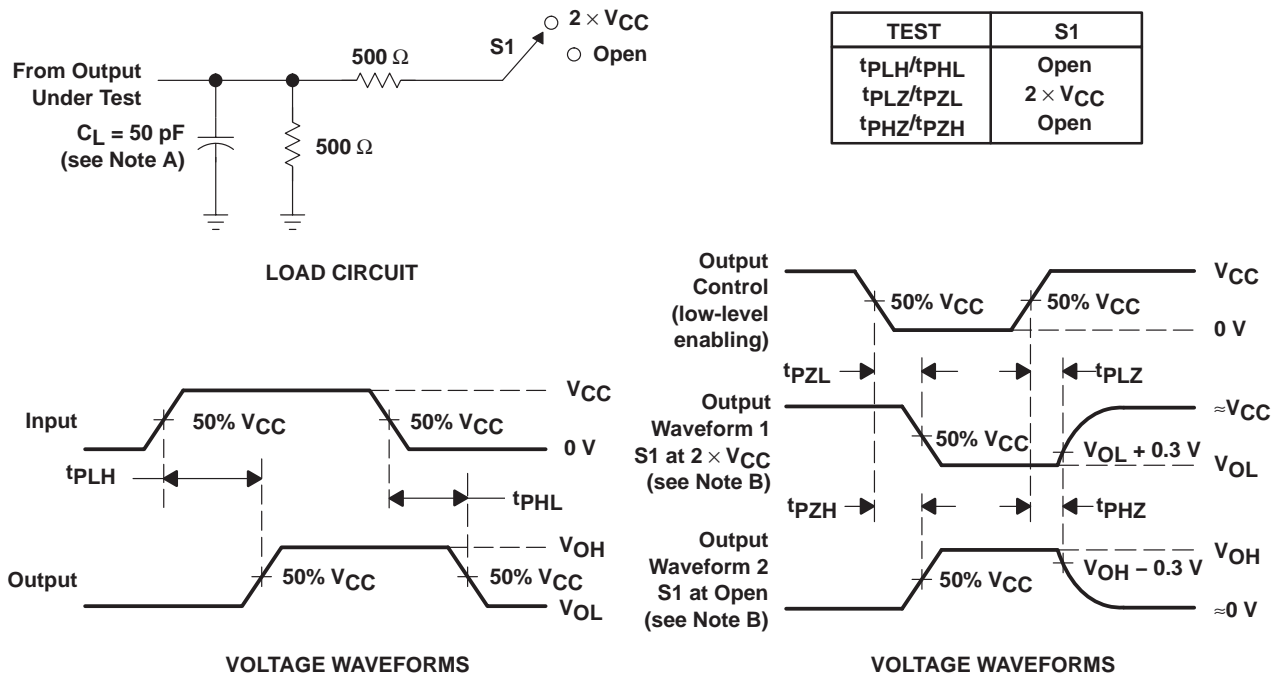 2 × VCC
S1
Open
500 Ω
From Output
Under Test
CL = 50 pF
(see Note A)
500 Ω
LOAD CIRCUIT
TEST S1
tPLH/tPHL Open
tPLZ/tPZL 2 × VCC
tPHZ/tPZH Open
Input
50% VCC
50% VCC
VCC
0 V
tPLH
tPHL
Output
50% VCC
50% VCC
VOH
VOL
VOLTAGE WAVEFORMS
Output
Control
(low-level
enabling)
50% VCC
50% VCC
VCC
0 V
tPZL
tPLZ
Output
Waveform 1
S1 at 2 × VCC
(see Note B)
50% VCC
VOL + 0.3 V
≈VCC
VOL
tPZH
tPHZ
Output
Waveform 2
S1 at Open
(see Note B)
50% VCC
VOH − 0.3 V
VOH
≈0 V
VOLTAGE WAVEFORMS